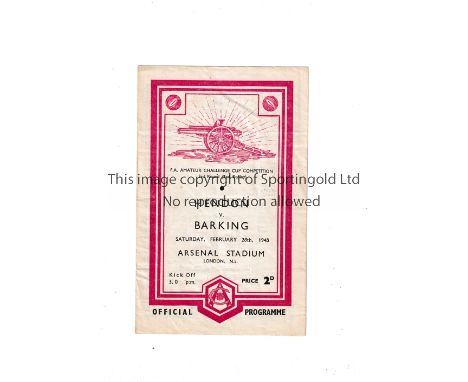 F.A. AMATEUR CHALLENGE CUP COMPETITION
This image copyright of Sportingold Ltd
No reproduction allowed
HENDON
V.
BARKING
SATURDAY, FEBRUARY 28th, 1948
ARSENAL STADIUM
LONDON, N.5.
Kick Off
3.0 p.m.
PRICE 2D
OFFICIAL PROGRAMME